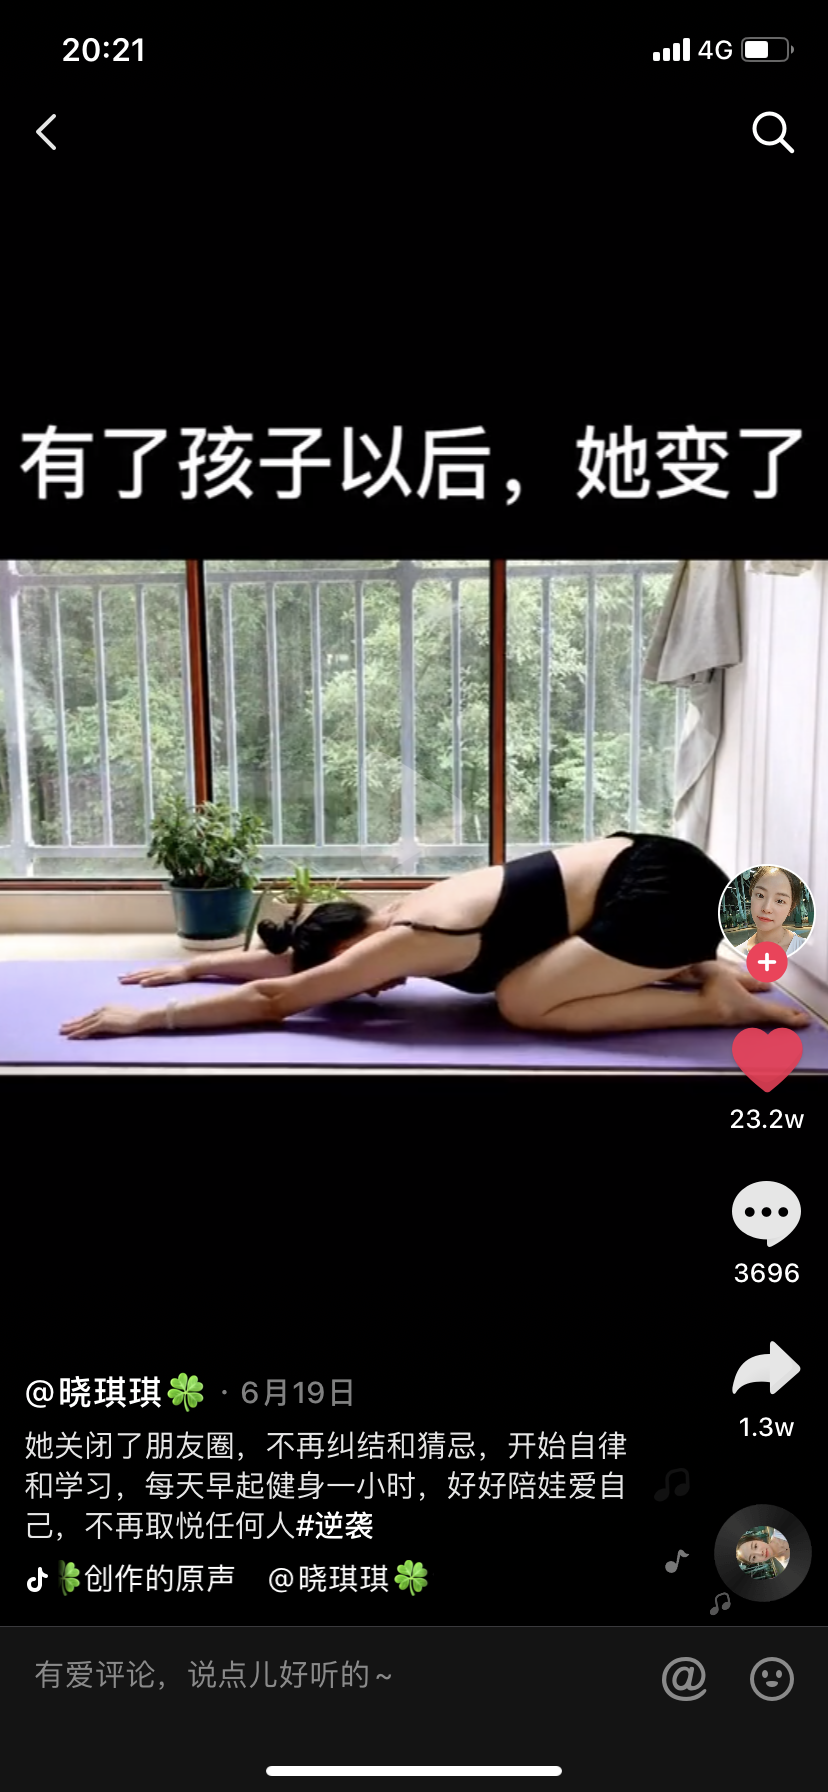 20:21
4G
有了孩子以后，她变了
23.2w
3696
1.3w
@晓琪琪🍀 · 6月19日
她关闭了朋友圈，不再纠结和猜忌，开始自律
和学习，每天早起健身一小时，好好陪娃爱自
己，不再取悦任何人#逆袭
🍀创作的原声 @晓琪琪🍀
有爱评论，说点儿好听的~